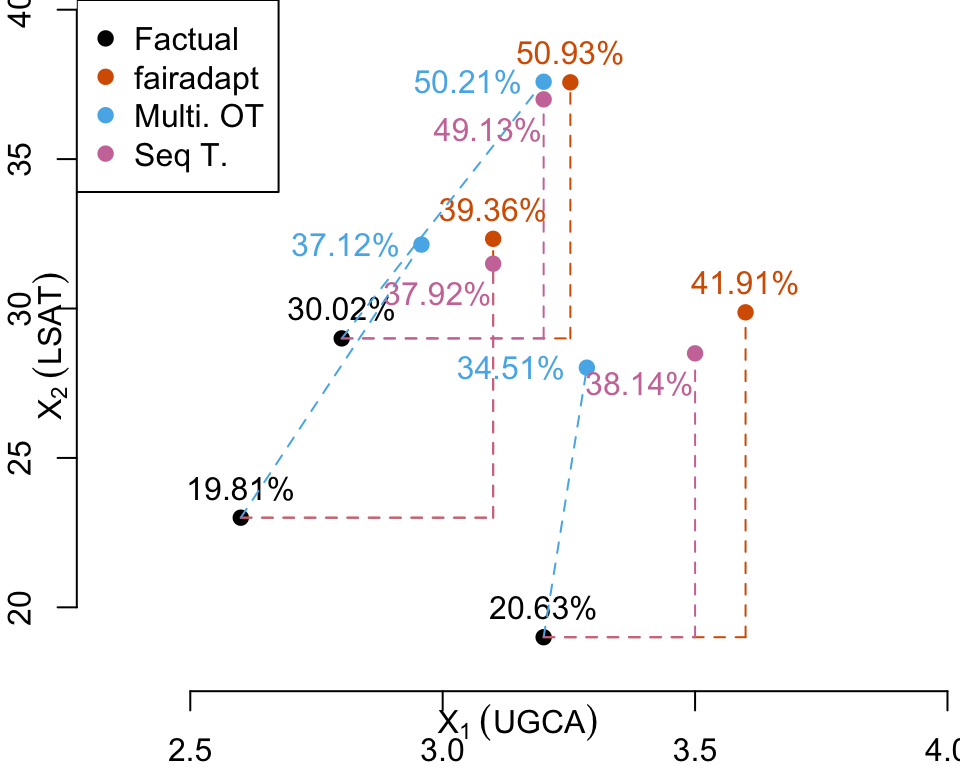 40
Factual
fairadapt
Multi. OT
Seq T.
50.93%
50.21%
49.13%
35
39.36%
37.12%
37.92%
41.91%
30.02%
30
X₂ (LSAT)
34.51%
38.14%
25
19.81%
20.63%
20
X₁ (UGCA)
2.5 3.0 3.5 4.0